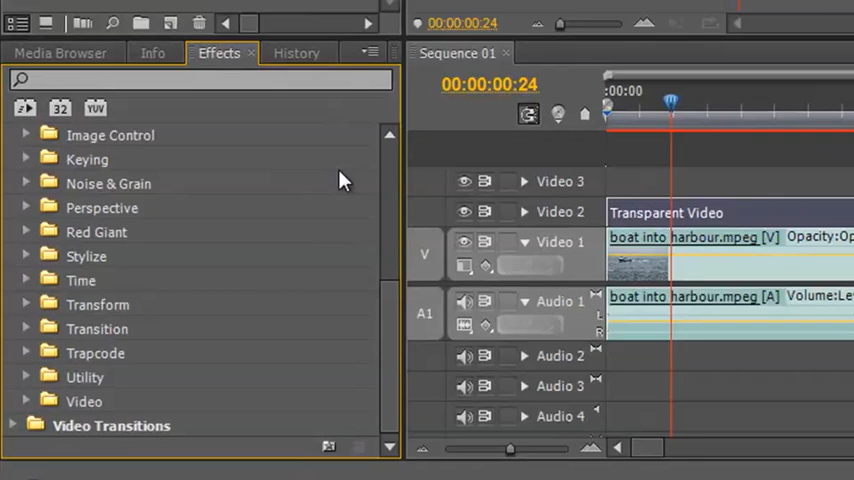 00:00:00:24
Media Browser Info Effects × History
Sequence 01 ×
00:00:00:24
:00:00
32 YUV
Image Control
Keying
Noise & Grain
Perspective
Red Giant
Stylize
Time
Transform
Transition
Trapcode
Utility
Video
Video Transitions
Video 3
Video 2 Transparent Video
V Video 1 boat into harbour.mpeg [V] Opacity:Op
A1 Audio 1 L R boat into harbour.mpeg [A] Volume:Le
Audio 2
Audio 3
Audio 4